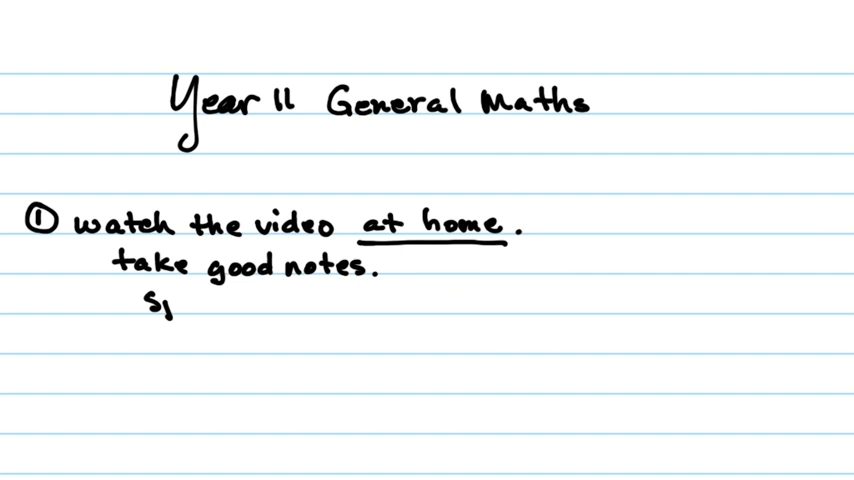 Year 11 General Maths
① watch the video at home.
take good notes.